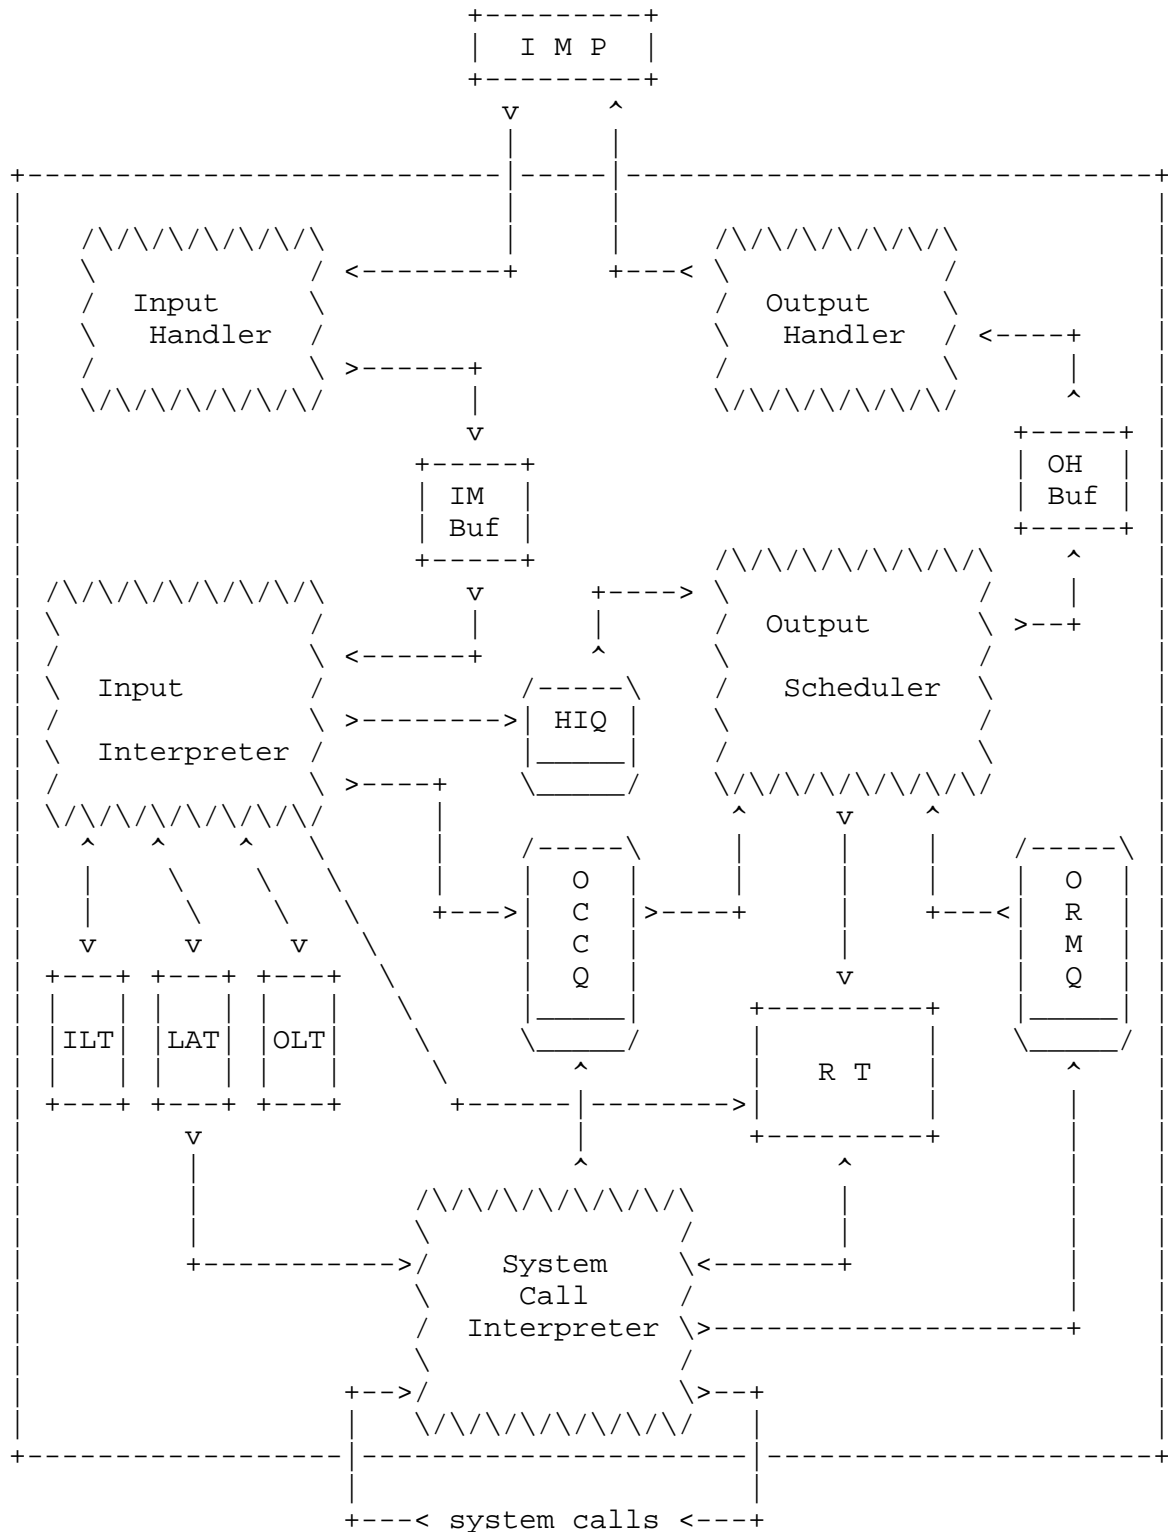 I M P
Input
Handler
Output
Handler
OH
Buf
IM
Buf
Input
Interpreter
Output
Scheduler
HIQ
O
C
C
Q
O
R
M
Q
ILT
LAT
OLT
R T
System
Call
Interpreter
system calls